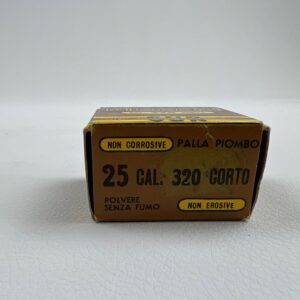 NON CORROSIVE PALLA PIOMBO
25 CAL. 320 CORTO
POLVERE
SENZA FUMO NON EROSIVE